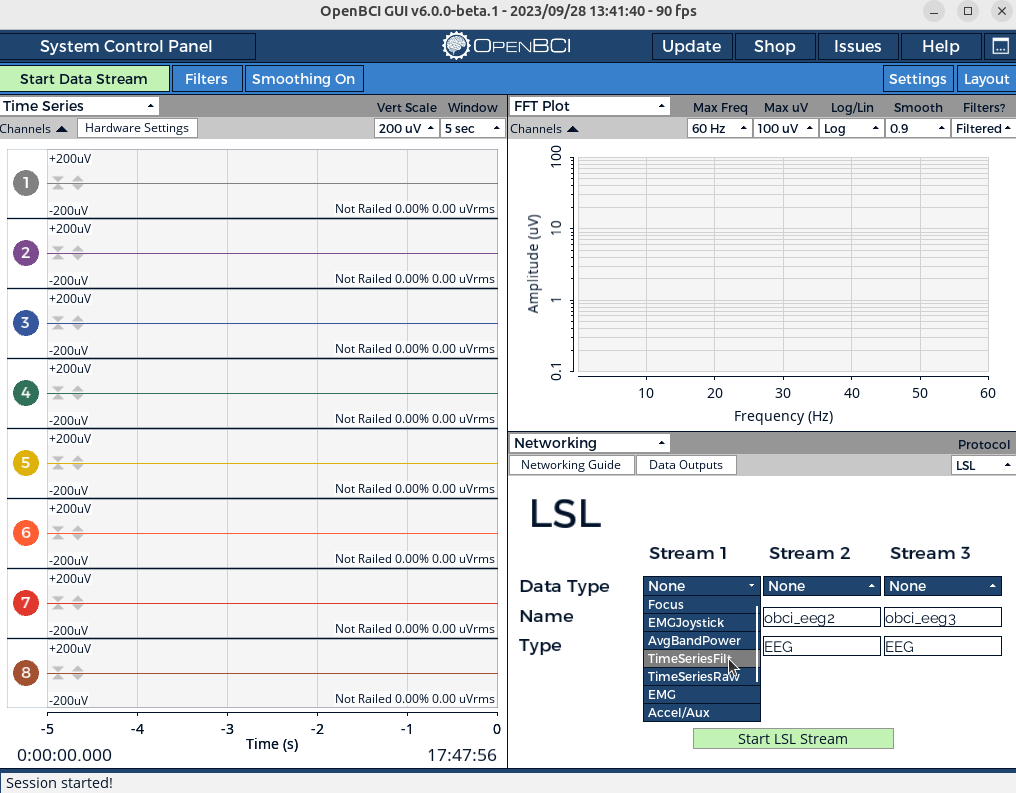 OpenBCI GUI v6.0.0-beta.1 - 2023/09/28 13:41:40 - 90 fps
System Control Panel
OPENBCI
Update
Shop
Issues
Help
Start Data Stream
Filters
Smoothing On
Settings
Layout
Time Series
Vert Scale
Window
Channels
Hardware Settings
200 uV
5 sec
1
+200uV
-200uV
Not Railed 0.00% 0.00 uVrms
2
+200uV
-200uV
Not Railed 0.00% 0.00 uVrms
3
+200uV
-200uV
Not Railed 0.00% 0.00 uVrms
4
+200uV
-200uV
Not Railed 0.00% 0.00 uVrms
5
+200uV
-200uV
Not Railed 0.00% 0.00 uVrms
6
+200uV
-200uV
Not Railed 0.00% 0.00 uVrms
7
+200uV
-200uV
Not Railed 0.00% 0.00 uVrms
8
+200uV
-200uV
Not Railed 0.00% 0.00 uVrms
-5 -4 -3 -2 -1 0
Time (s)
0:00:00.000
17:47:56
FFT Plot
Max Freq
Max uV
Log/Lin
Smooth
Filters?
Channels
60 Hz
100 uV
Log
0.9
Filtered
Amplitude (uV)
100
10
1
0.1
10 20 30 40 50 60
Frequency (Hz)
Networking
Protocol
Networking Guide
Data Outputs
LSL
LSL
Stream 1 Stream 2 Stream 3
Data Type None None None
Focus
EMGJoystick
AvgBandPower
TimeSeriesFilt
TimeSeriesRaw
EMG
Accel/Aux
Name obci_eeg2 obci_eeg3
Type EEG EEG
Start LSL Stream
Session started!